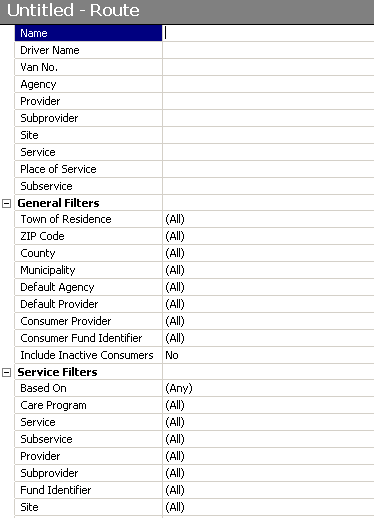 Untitled - Route
Name
Driver Name
Van No.
Agency
Provider
Subprovider
Site
Service
Place of Service
Subservice
General Filters
Town of Residence (All)
ZIP Code (All)
County (All)
Municipality (All)
Default Agency (All)
Default Provider (All)
Consumer Provider (All)
Consumer Fund Identifier (All)
Include Inactive Consumers No
Service Filters
Based On (Any)
Care Program (All)
Service (All)
Subservice (All)
Provider (All)
Subprovider (All)
Fund Identifier (All)
Site (All)